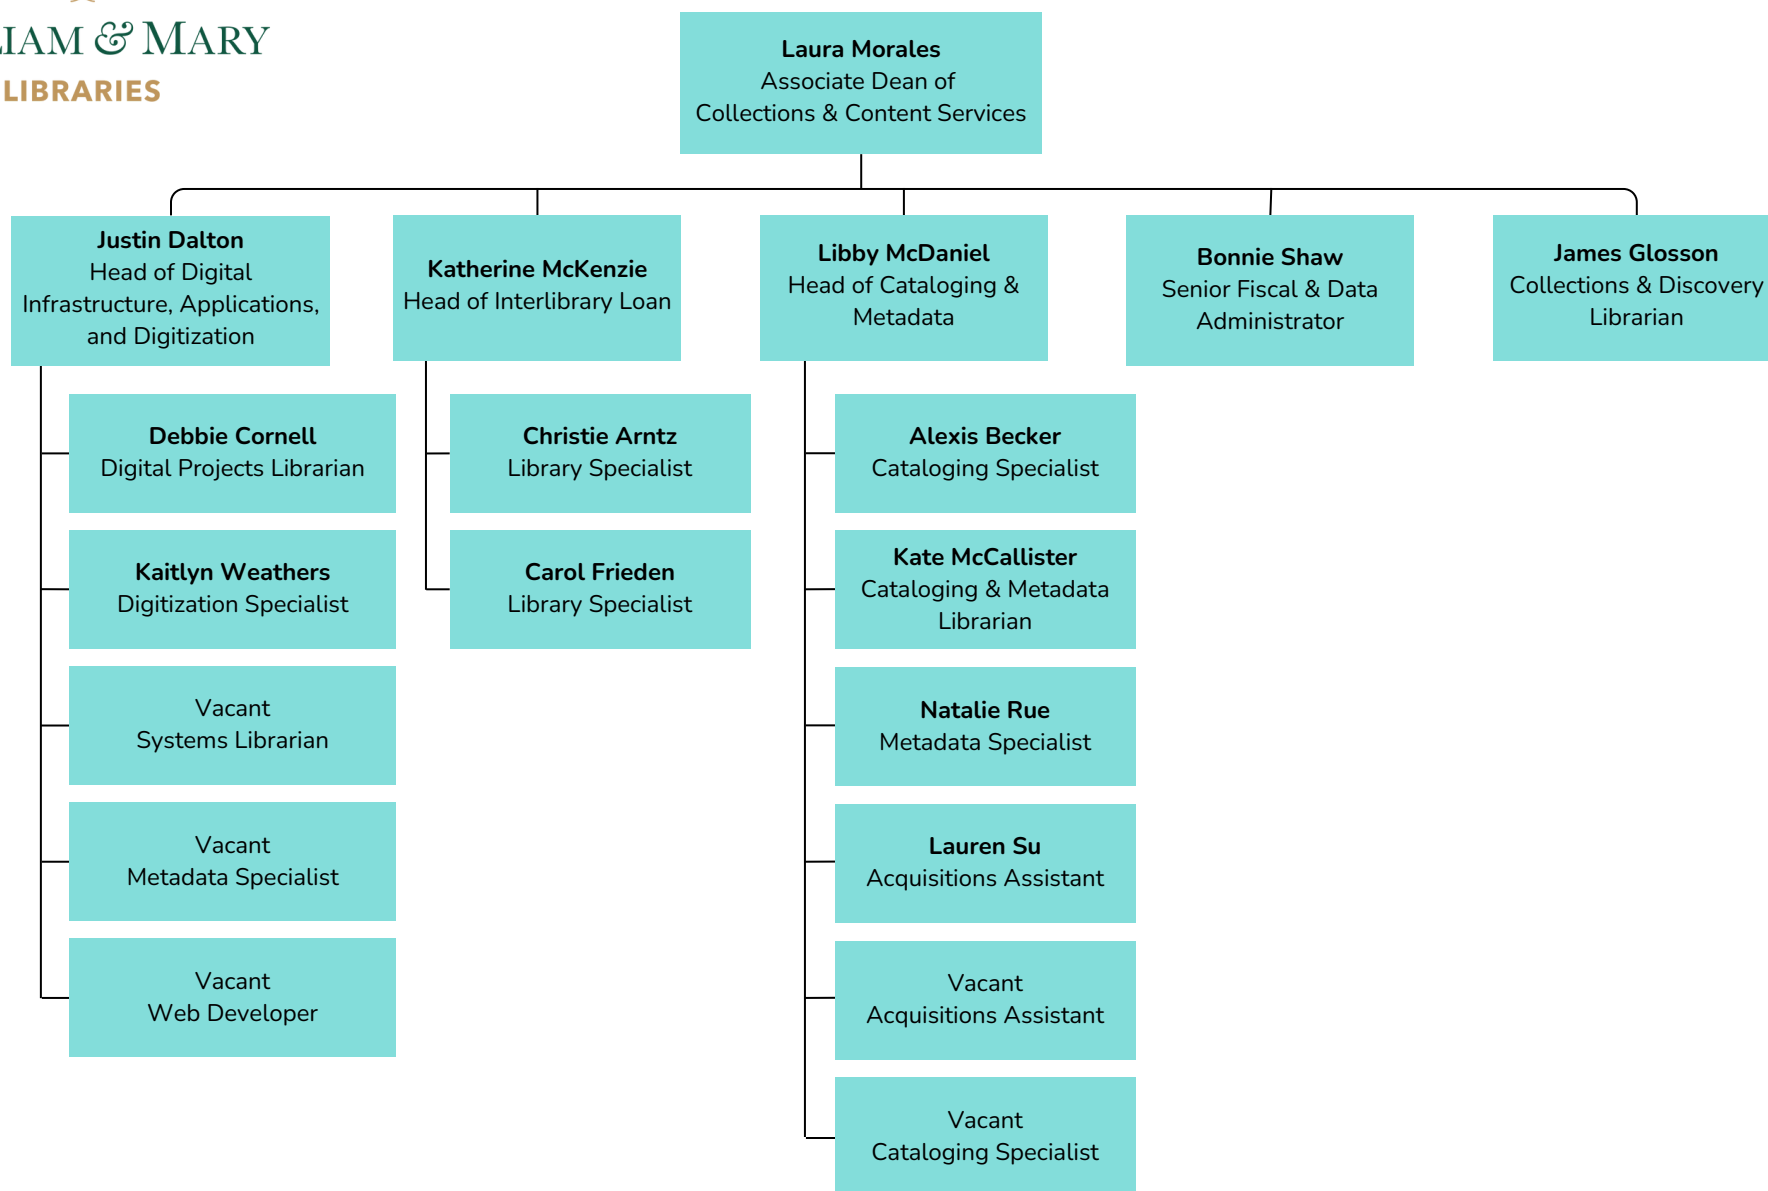 LIAM & MARY
LIBRARIES
Laura Morales
Associate Dean of
Collections & Content Services
Justin Dalton
Head of Digital
Infrastructure, Applications,
and Digitization
Katherine McKenzie
Head of Interlibrary Loan
Libby McDaniel
Head of Cataloging &
Metadata
Bonnie Shaw
Senior Fiscal & Data
Administrator
James Glosson
Collections & Discovery
Librarian
Debbie Cornell
Digital Projects Librarian
Kaitlyn Weathers
Digitization Specialist
Vacant
Systems Librarian
Vacant
Metadata Specialist
Vacant
Web Developer
Christie Arntz
Library Specialist
Carol Frieden
Library Specialist
Alexis Becker
Cataloging Specialist
Kate McCallister
Cataloging & Metadata
Librarian
Natalie Rue
Metadata Specialist
Lauren Su
Acquisitions Assistant
Vacant
Acquisitions Assistant
Vacant
Cataloging Specialist